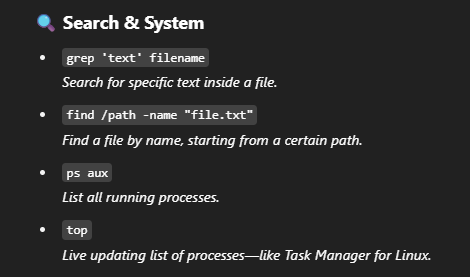 🔍 Search & System
• grep 'text' filename
Search for specific text inside a file.
• find /path -name "file.txt"
Find a file by name, starting from a certain path.
• ps aux
List all running processes.
• top
Live updating list of processes—like Task Manager for Linux.